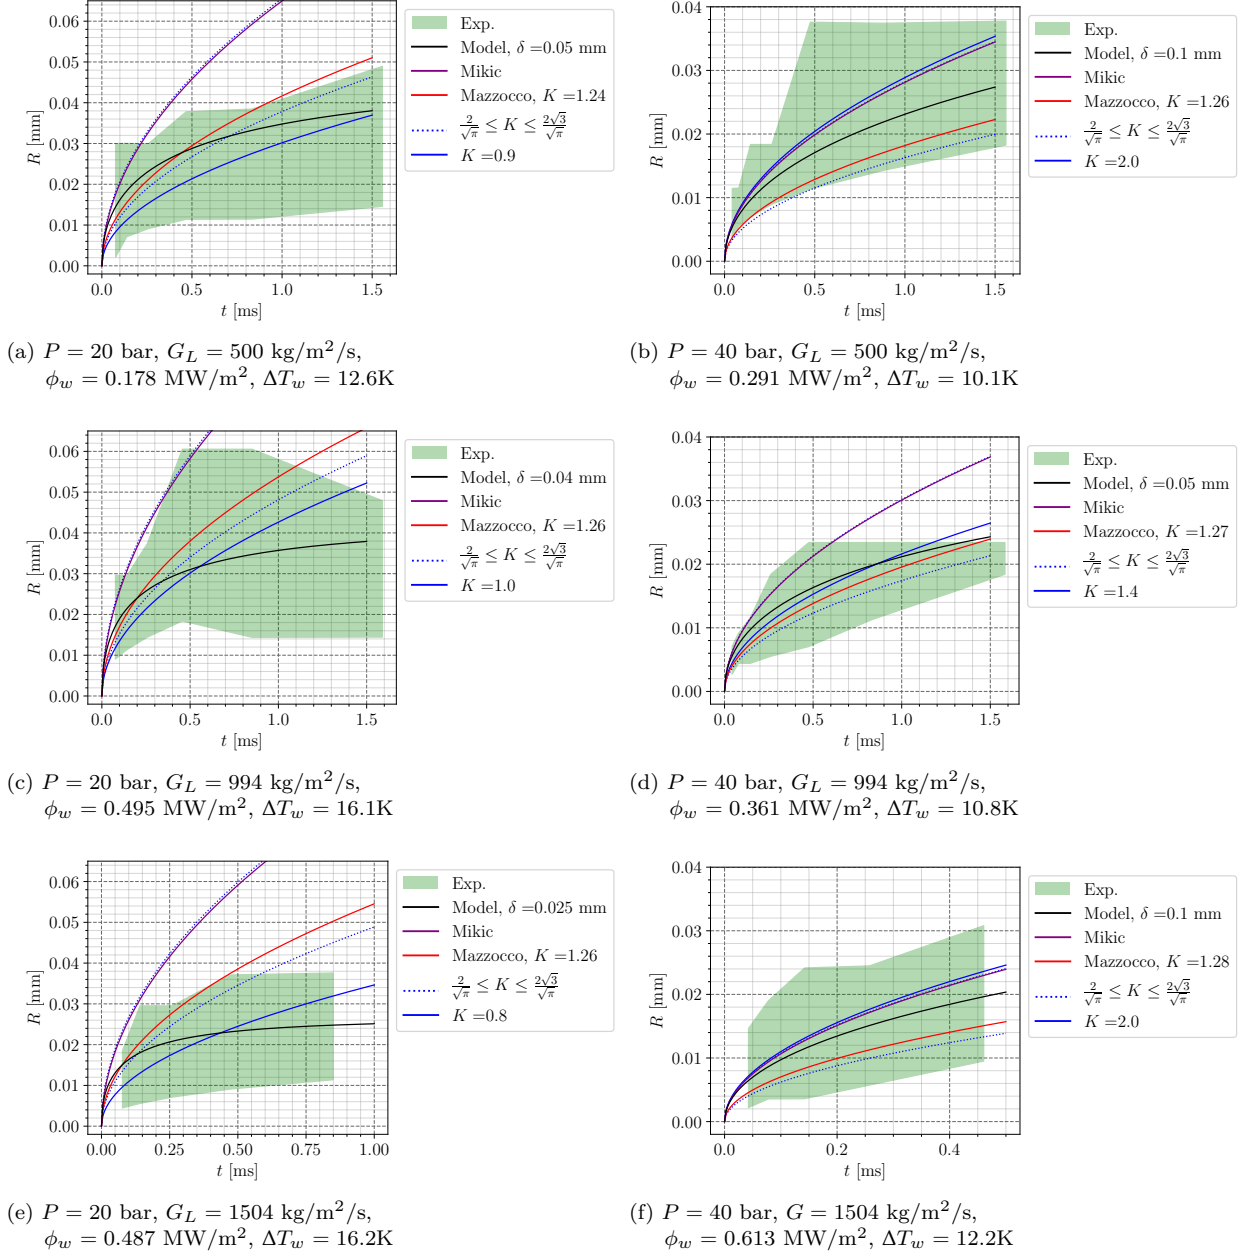 0.06
0.05
0.04
0.03
0.02
0.01
0.00
R [mm]
0.0 0.5 1.0 1.5
t [ms]
Exp.
Model, δ =0.05 mm
Mikic
Mazzocco, K =1.24
2/√π ≤ K ≤ 2√3/√π
K =0.9
(a) P = 20 bar, G_L = 500 kg/m²/s,
ϕ_w = 0.178 MW/m², ΔT_w = 12.6K
0.04
0.03
0.02
0.01
0.00
R [mm]
0.0 0.5 1.0 1.5
t [ms]
Exp.
Model, δ =0.1 mm
Mikic
Mazzocco, K =1.26
2/√π ≤ K ≤ 2√3/√π
K =2.0
(b) P = 40 bar, G_L = 500 kg/m²/s,
ϕ_w = 0.291 MW/m², ΔT_w = 10.1K
0.06
0.05
0.04
0.03
0.02
0.01
0.00
R [mm]
0.0 0.5 1.0 1.5
t [ms]
Exp.
Model, δ =0.04 mm
Mikic
Mazzocco, K =1.26
2/√π ≤ K ≤ 2√3/√π
K =1.0
(c) P = 20 bar, G_L = 994 kg/m²/s,
ϕ_w = 0.495 MW/m², ΔT_w = 16.1K
0.04
0.03
0.02
0.01
0.00
R [mm]
0.0 0.5 1.0 1.5
t [ms]
Exp.
Model, δ =0.05 mm
Mikic
Mazzocco, K =1.27
2/√π ≤ K ≤ 2√3/√π
K =1.4
(d) P = 40 bar, G_L = 994 kg/m²/s,
ϕ_w = 0.361 MW/m², ΔT_w = 10.8K
0.06
0.05
0.04
0.03
0.02
0.01
0.00
R [mm]
0.00 0.25 0.50 0.75 1.00
t [ms]
Exp.
Model, δ =0.025 mm
Mikic
Mazzocco, K =1.26
2/√π ≤ K ≤ 2√3/√π
K =0.8
(e) P = 20 bar, G_L = 1504 kg/m²/s,
ϕ_w = 0.487 MW/m², ΔT_w = 16.2K
0.04
0.03
0.02
0.01
0.00
R [mm]
0.0 0.2 0.4
t [ms]
Exp.
Model, δ =0.1 mm
Mikic
Mazzocco, K =1.28
2/√π ≤ K ≤ 2√3/√π
K =2.0
(f) P = 40 bar, G = 1504 kg/m²/s,
ϕ_w = 0.613 MW/m², ΔT_w = 12.2K